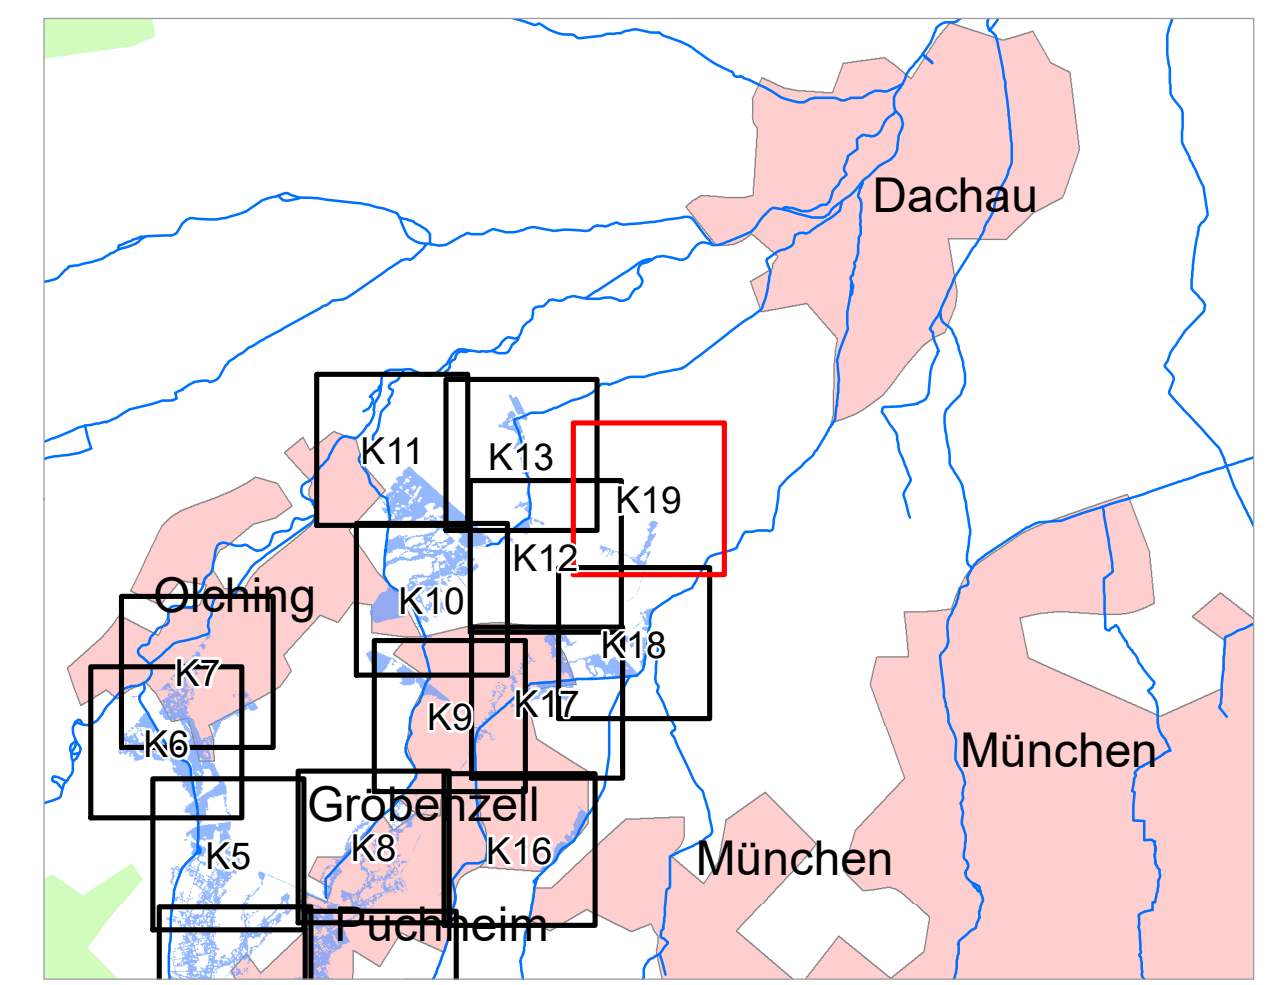 Dachau
K11
K13
K19
K12
Olching
K10
K18
K7
K9
K17
K6
München
Gröbenzell
K5
K8
K16
München
Puchheim